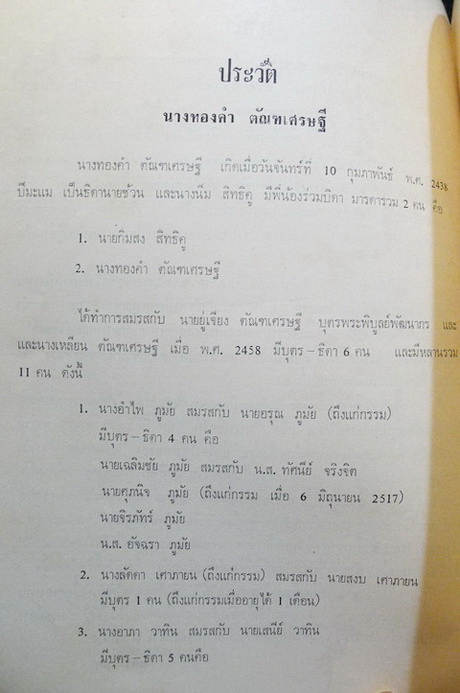 ประวัติ
นางทองคำ ตัณฑเศรษฐี
นางทองคำ ตัณฑเศรษฐี เกิดเมื่อวันจันทร์ที่ 10 กุมภาพันธ์ พ.ศ. 2438
ปีมะแม เป็นธิดานายช้วน และนางนิ่ม สิทธิคู มีพี่น้องร่วมบิดา มารดารวม 2 คน คือ
1. นายกิมสง สิทธิคู
2. นางทองคำ ตัณฑเศรษฐี
ได้ทำการสมรสกับ นายยู่เจียง ตัณฑเศรษฐี บุตรพระพิบูลย์พัฒนากร และ
และนางเหลียน ตัณฑเศรษฐี เมื่อ พ.ศ. 2458 มีบุตร – ธิดา 6 คน และมีหลานรวม
11 คน ดังนี้
1. นางอำไพ ภูมัย สมรสกับ นายอรุณ ภูมัย (ถึงแก่กรรม)
มีบุตร – ธิดา 4 คน คือ
นายเฉลิมชัย ภูมัย สมรสกับ น.ส. ทัศนีย์ จริงจิต
นายศุภนิจ ภูมัย (ถึงแก่กรรม เมื่อ 6 มิถุนายน 2517)
นายจิรภัทร์ ภูมัย
น.ส. อัจฉรา ภูมัย
2. นางลัดดา เศาภายน (ถึงแก่กรรม) สมรสกับ นายสงบ เศาภายน
มีบุตร 1 คน (ถึงแก่กรรมเมื่ออายุได้ 1 เดือน)
3. นางอาภา วาทิน สมรสกับ นายเสนีย์ วาทิน
มีบุตร – ธิดา 5 คนคือ